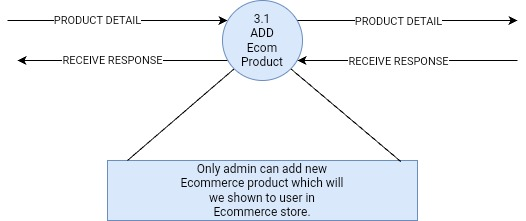 PRODUCT DETAIL
3.1
ADD
Ecom
Product
PRODUCT DETAIL
RECEIVE RESPONSE
RECEIVE RESPONSE
Only admin can add new
Ecommerce product which will
we shown to user in
Ecommerce store.